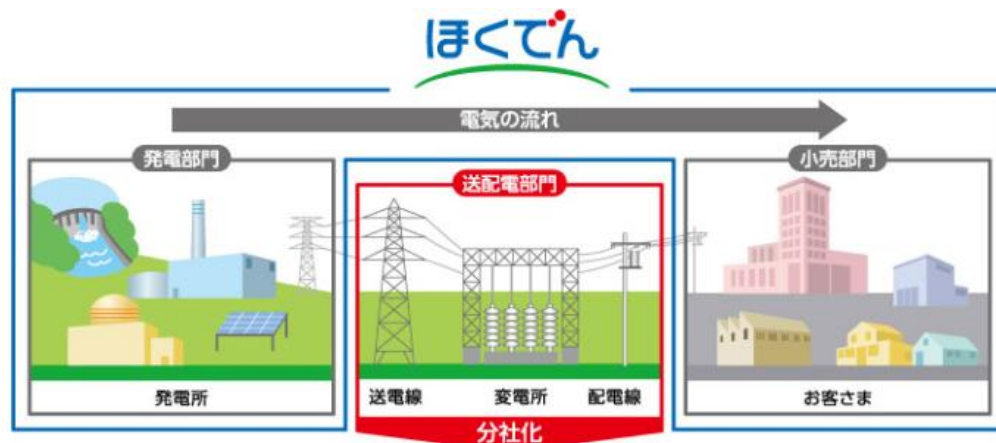 ほくでん
電気の流れ
発電部門
送配電部門
小売部門
発電所
送電線
変電所
配電線
お客さま
分社化